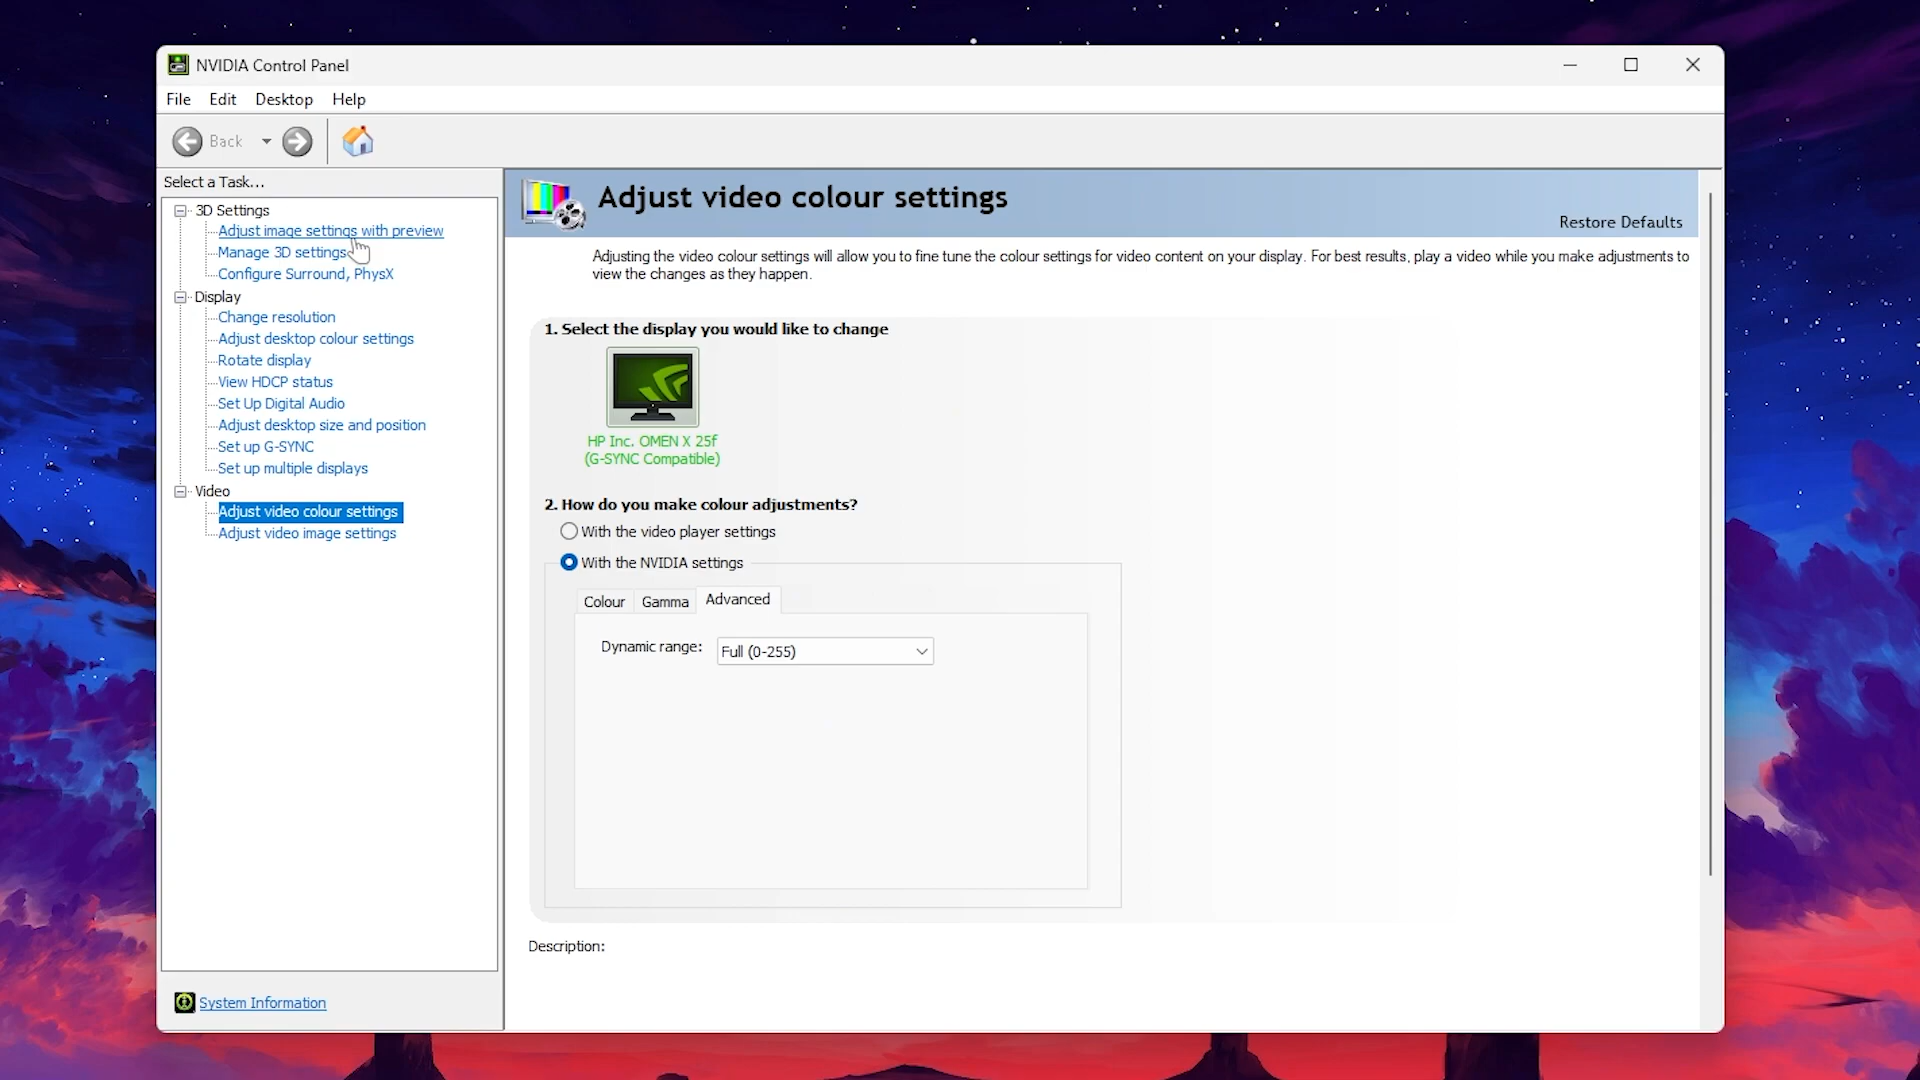 NVIDIA Control Panel
File Edit Desktop Help
Back
Select a Task...
3D Settings
Adjust image settings with preview
Manage 3D settings
Configure Surround, PhysX
Display
Change resolution
Adjust desktop colour settings
Rotate display
View HDCP status
Set Up Digital Audio
Adjust desktop size and position
Set up G-SYNC
Set up multiple displays
Video
Adjust video colour settings
Adjust video image settings
System Information
Adjust video colour settings
Restore Defaults
Adjusting the video colour settings will allow you to fine tune the colour settings for video content on your display. For best results, play a video while you make adjustments to
view the changes as they happen.
1. Select the display you would like to change
HP Inc. OMEN X 25f
(G-SYNC Compatible)
2. How do you make colour adjustments?
With the video player settings
With the NVIDIA settings
Colour Gamma Advanced
Dynamic range: Full (0-255)
Description: